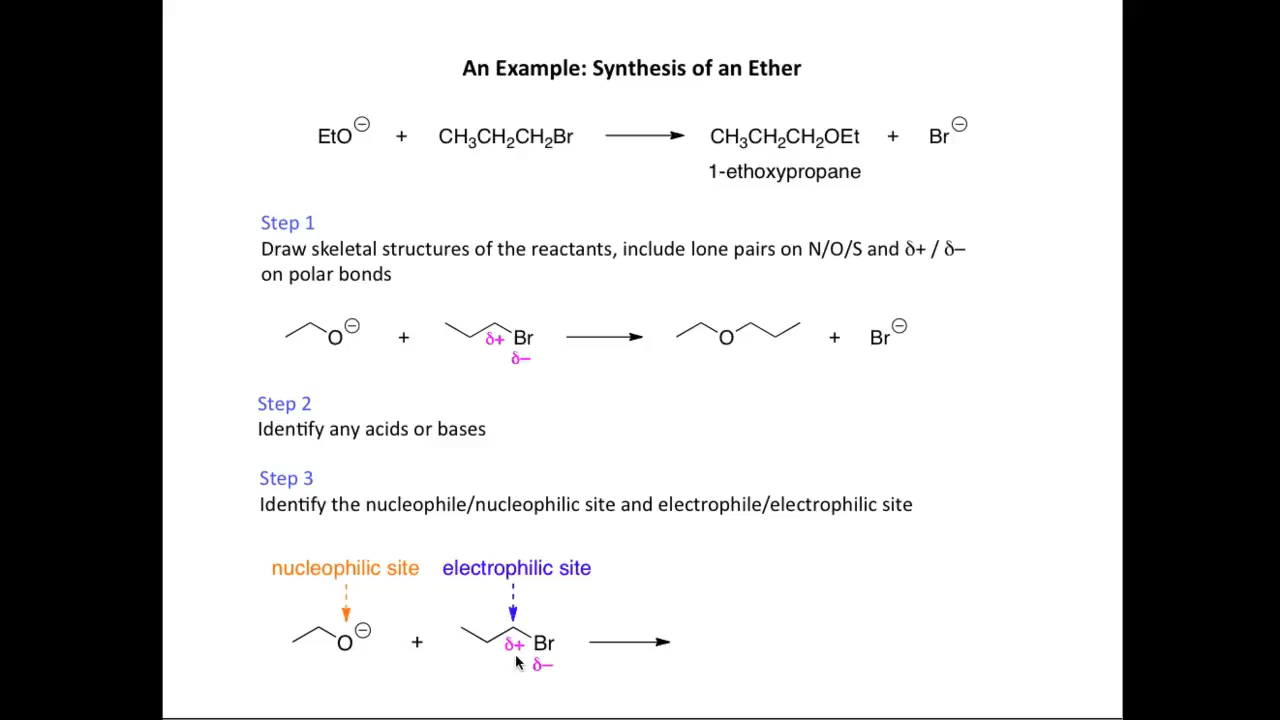 An Example: Synthesis of an Ether
EtO⊖ + CH₃CH₂CH₂Br → CH₃CH₂CH₂OEt + Br⊖
1-ethoxypropane
Step 1
Draw skeletal structures of the reactants, include lone pairs on N/O/S and δ+ / δ–
on polar bonds
O⊖ + δ+ Br → O + Br⊖
δ–
Step 2
Identify any acids or bases
Step 3
Identify the nucleophile/nucleophilic site and electrophile/electrophilic site
nucleophilic site electrophilic site
O⊖ + δ+ Br →
δ–